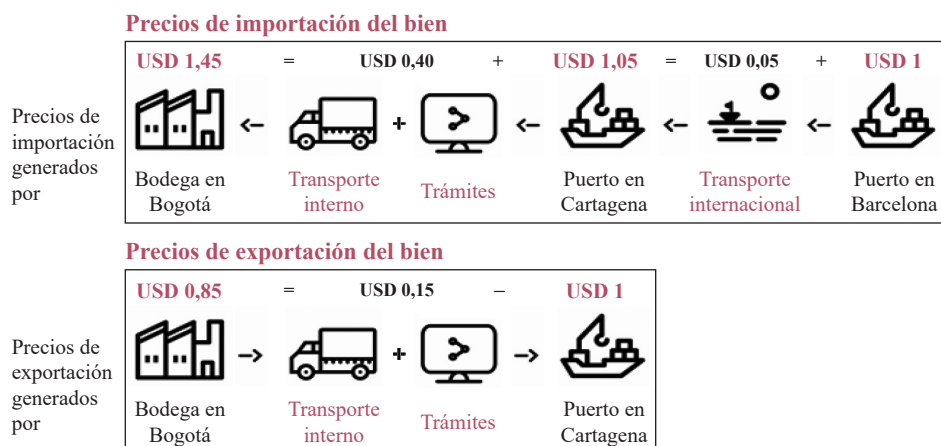 Precios de importación del bien
USD 1,45 = USD 0,40 + USD 1,05 = USD 0,05 + USD 1
Precios de
importación
generados
por
+
Bodega en
Bogotá
Transporte
interno
Trámites
Puerto en
Cartagena
Transporte
internacional
Puerto en
Barcelona
Precios de exportación del bien
USD 0,85 = USD 0,15 – USD 1
Precios de
exportación
generados
por
+
Bodega en
Bogotá
Transporte
interno
Trámites
Puerto en
Cartagena